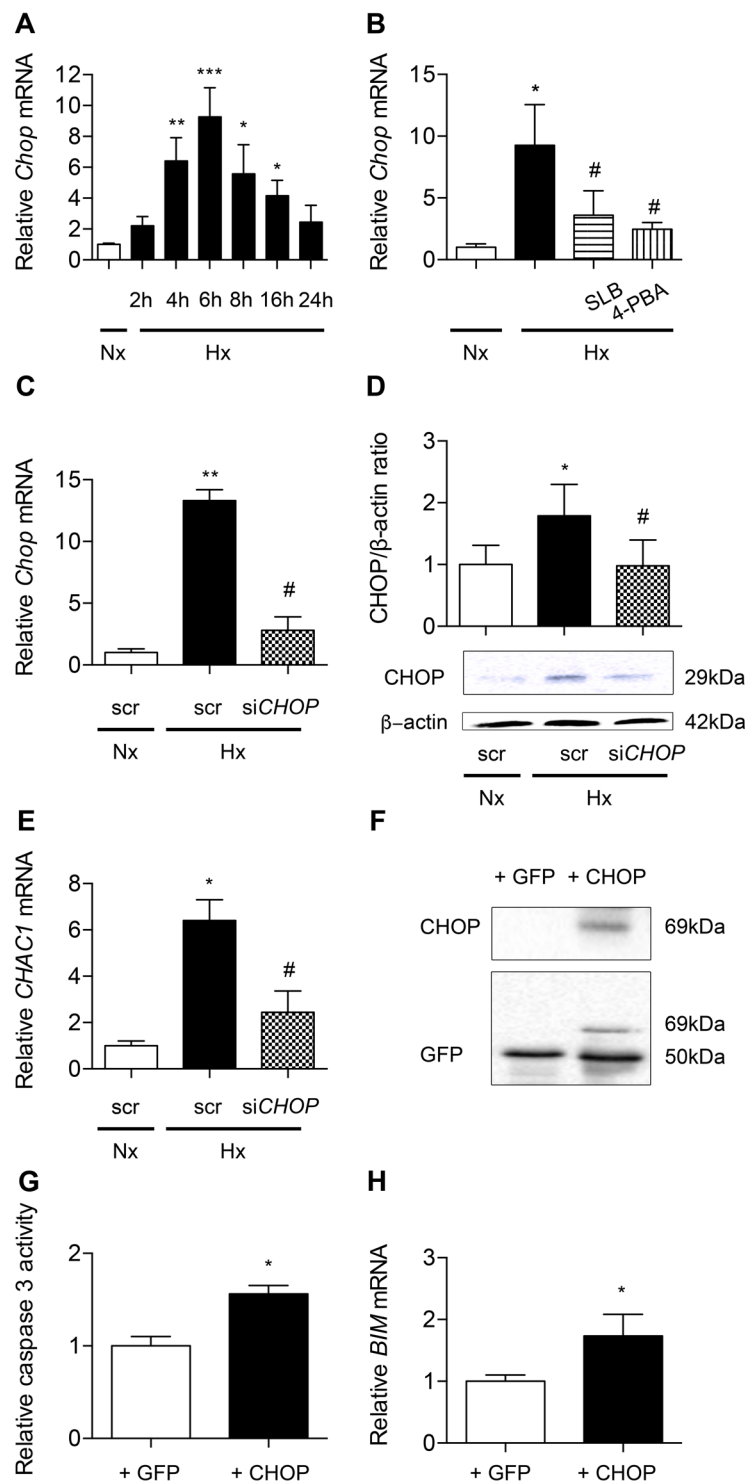 A
Relative Chop mRNA
12
10
8
6
4
2
0
**
***
*
*
2h 4h 6h 8h 16h 24h
Nx Hx
B
Relative Chop mRNA
15
10
5
0
*
#
#
SLB
4-PBA
Nx Hx
C
Relative Chop mRNA
15
10
5
0
**
#
scr scr siCHOP
Nx Hx
D
CHOP/β-actin ratio
3
2
1
0
*
#
CHOP 29kDa
β–actin 42kDa
scr scr siCHOP
Nx Hx
E
Relative CHAC1 mRNA
8
6
4
2
0
*
#
scr scr siCHOP
Nx Hx
F
+ GFP + CHOP
CHOP 69kDa
69kDa
GFP 50kDa
G
Relative caspase 3 activity
2
1
0
*
+ GFP + CHOP
H
Relative BIM mRNA
3
2
1
0
*
+ GFP + CHOP